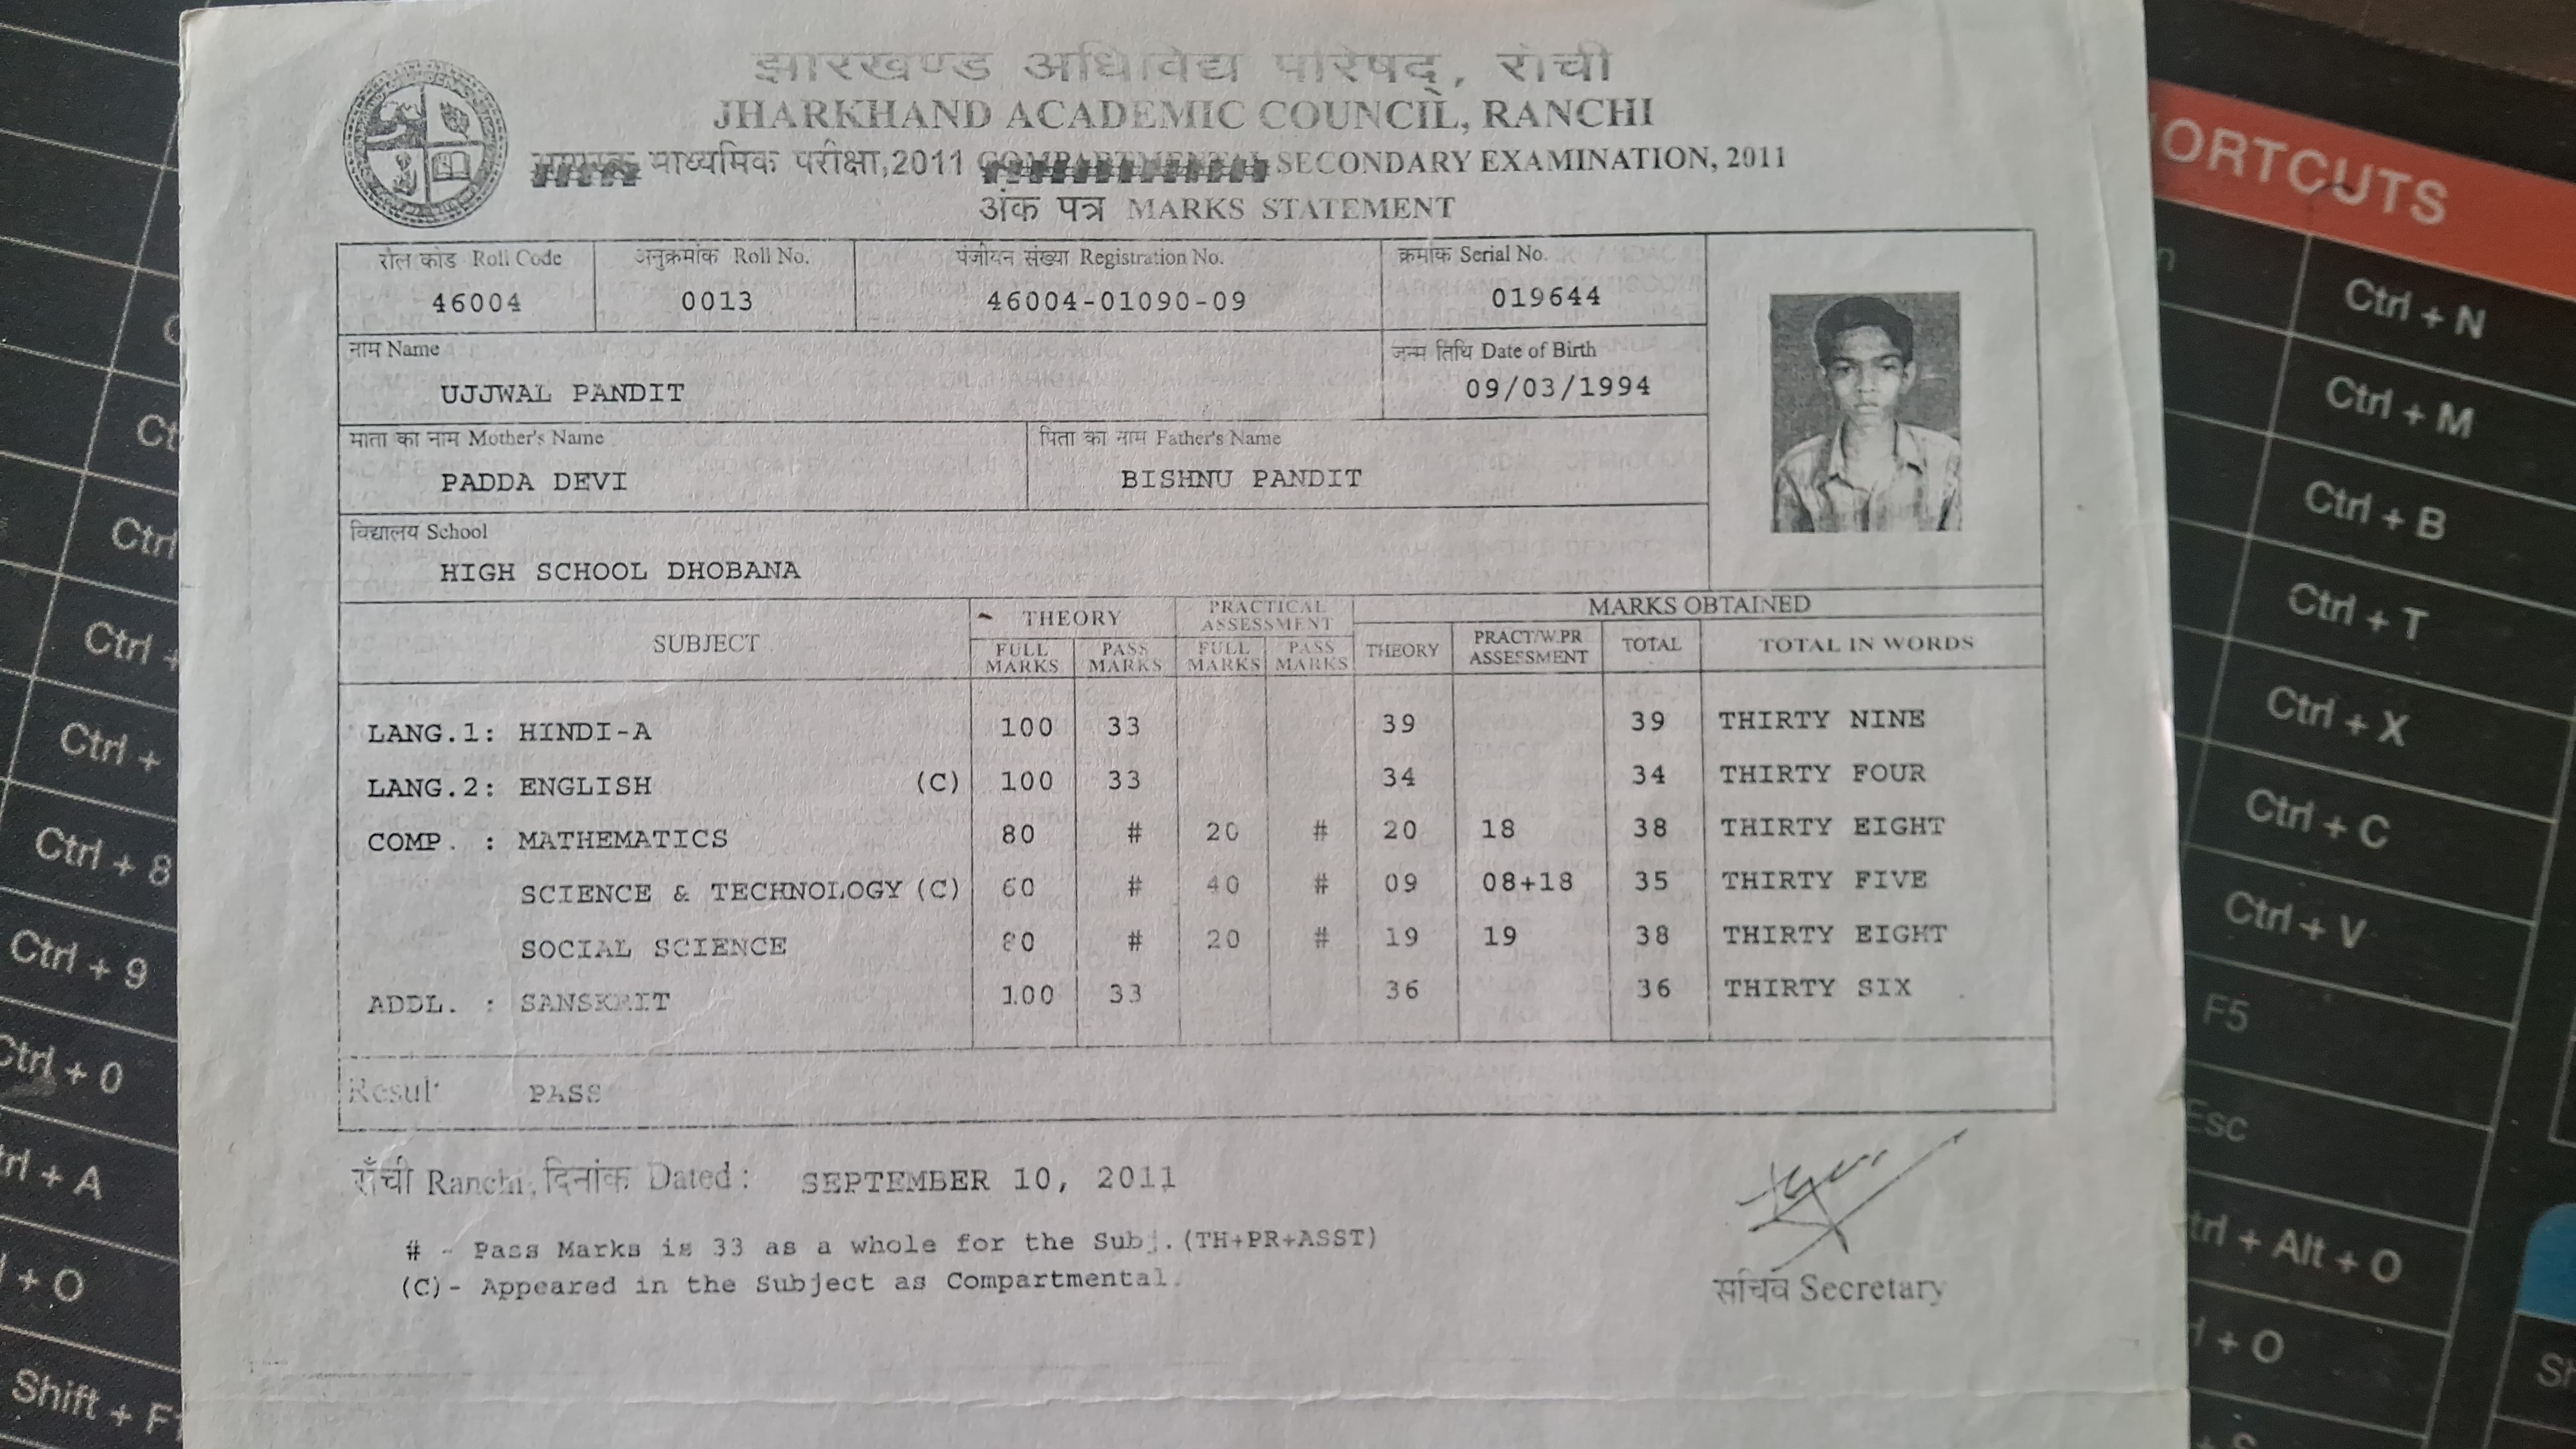 झारखण्ड अधिविद्य परिषद्, रांची
JHARKHAND ACADEMIC COUNCIL, RANCHI
माध्यमिक परीक्षा,2011 COMPARTMENTAL SECONDARY EXAMINATION, 2011
अंक पत्र MARKS STATEMENT
रौल कोड Roll Code अनुक्रमांक Roll No. पंजीयन संख्या Registration No. क्रमांक Serial No.
46004 0013 46004-01090-09 019644
नाम Name जन्म तिथि Date of Birth
UJJWAL PANDIT 09/03/1994
माता का नाम Mother's Name पिता का नाम Father's Name
PADDA DEVI BISHNU PANDIT
विद्यालय School
HIGH SCHOOL DHOBANA
SUBJECT THEORY PRACTICAL ASSESSMENT MARKS OBTAINED
FULL MARKS PASS MARKS FULL MARKS PASS MARKS THEORY PRACT/W.PR ASSESSMENT TOTAL TOTAL IN WORDS
LANG.1: HINDI-A 100 33 39 39 THIRTY NINE
LANG.2: ENGLISH (C) 100 33 34 34 THIRTY FOUR
COMP. : MATHEMATICS 80 # 20 # 20 18 38 THIRTY EIGHT
SCIENCE & TECHNOLOGY (C) 60 # 40 # 09 08+18 35 THIRTY FIVE
SOCIAL SCIENCE 80 # 20 # 19 19 38 THIRTY EIGHT
ADDL. : SANSKRIT 100 33 36 36 THIRTY SIX
Result PASS
राँची Ranchi, दिनांक Dated : SEPTEMBER 10, 2011
# - Pass Marks is 33 as a whole for the Subj.(TH+PR+ASST)
(C)- Appeared in the Subject as Compartmental.
सचिव Secretary
ORTCUTS
Ctrl + N
Ctrl + M
Ctrl + B
Ctrl + T
Ctrl + X
Ctrl + C
Ctrl + V
F5
Esc
trl + Alt + O
+ O
Ctrl
Ctrl +
Ctrl +
Ctrl + 8
Ctrl + 9
Ctrl + 0
trl + A
+ O
Shift + F